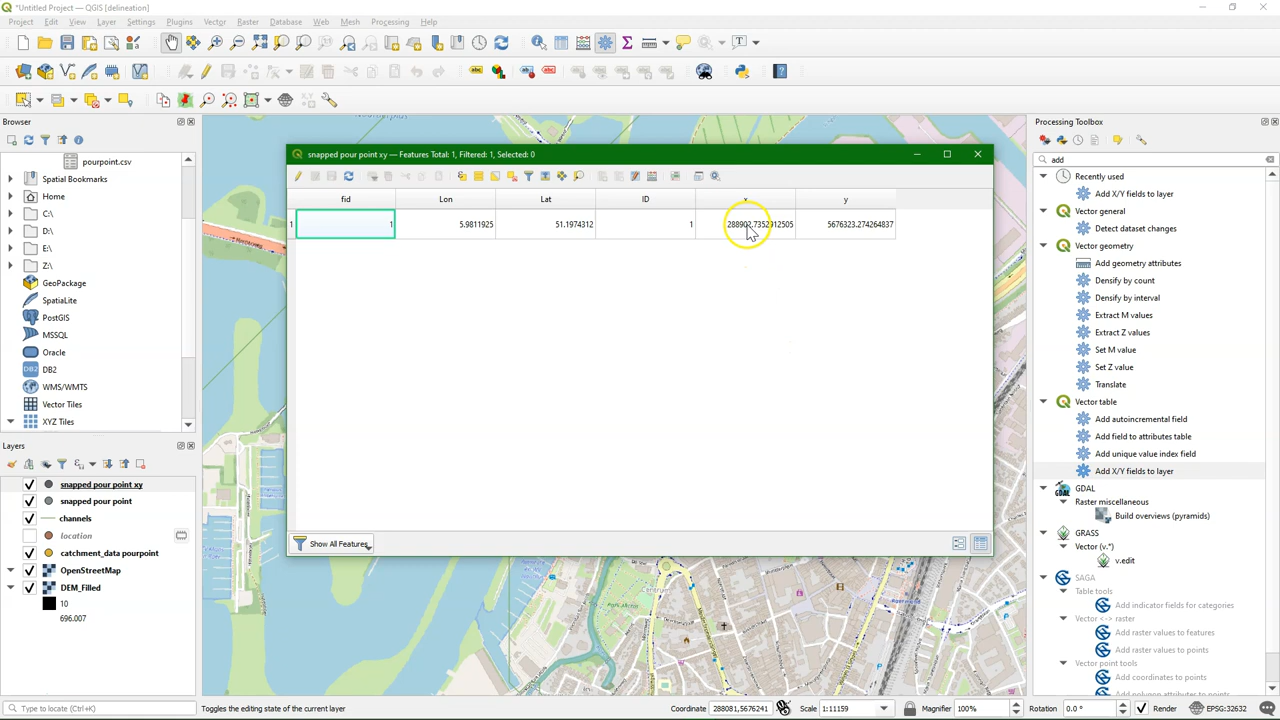 *Untitled Project — QGIS [delineation]
Project Edit View Layer Settings Plugins Vector Raster Database Web Mesh Processing Help
Browser
pourpoint.csv
Spatial Bookmarks
Home
C:\
D:\
E:\
Z:\
GeoPackage
SpatiaLite
PostGIS
MSSQL
Oracle
DB2
WMS/WMTS
Vector Tiles
XYZ Tiles
Layers
snapped pour point xy
snapped pour point
channels
location
catchment_data pourpoint
OpenStreetMap
DEM_Filled
10
696.007
snapped pour point xy — Features Total: 1, Filtered: 1, Selected: 0
fid Lon Lat ID x y
1 1 5.9811925 51.1974312 1 288902,7352912505 5676323.274264837
Show All Features
Processing Toolbox
add
Recently used
Add X/Y fields to layer
Vector general
Detect dataset changes
Vector geometry
Add geometry attributes
Densify by count
Densify by interval
Extract M values
Extract Z values
Set M value
Set Z value
Translate
Vector table
Add autoincremental field
Add field to attributes table
Add unique value index field
Add X/Y fields to layer
GDAL
Raster miscellaneous
Build overviews (pyramids)
GRASS
Vector (v.*)
v.edit
SAGA
Table tools
Add indicator fields for categories
Vector <-> raster
Add raster values to features
Add raster values to points
Vector point tools
Add coordinates to points
Add polygon attributes to points
Type to locate (Ctrl+K)
Toggles the editing state of the current layer
Coordinate 288081,5676241
Scale 1:11159
Magnifier 100%
Rotation 0.0 °
Render
EPSG:32632